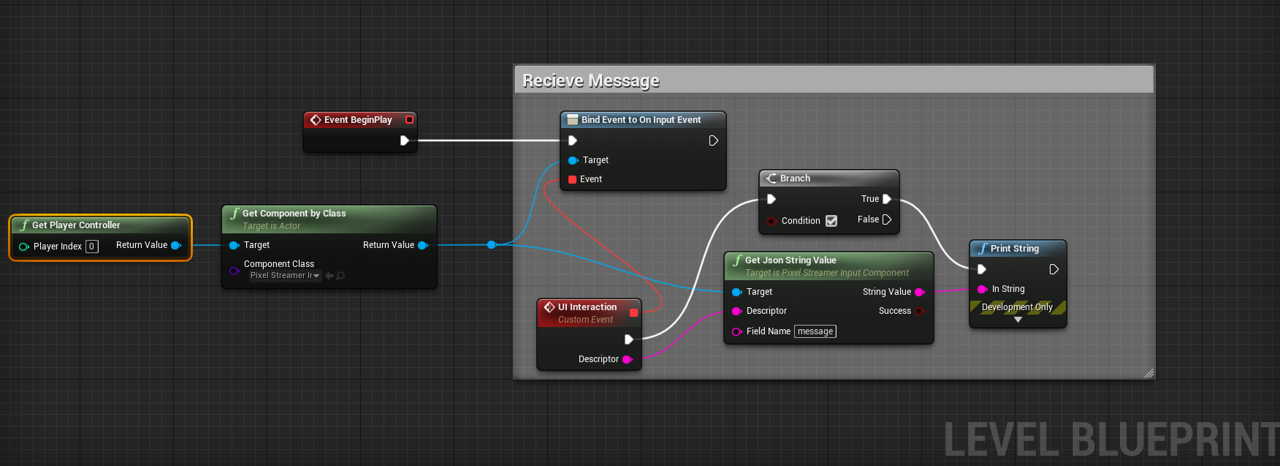 Recieve Message
Event BeginPlay
Bind Event to On Input Event
Target
Event
Branch
True
Condition
False
Get Player Controller
Player Index 0
Return Value
Get Component by Class
Target is Actor
Target
Return Value
Component Class
Pixel Streamer Ir
UI Interaction
Custom Event
Descriptor
Get Json String Value
Target is Pixel Streamer Input Component
Target
String Value
Descriptor
Success
Field Name message
Print String
In String
Development Only
LEVEL BLUEPRINT